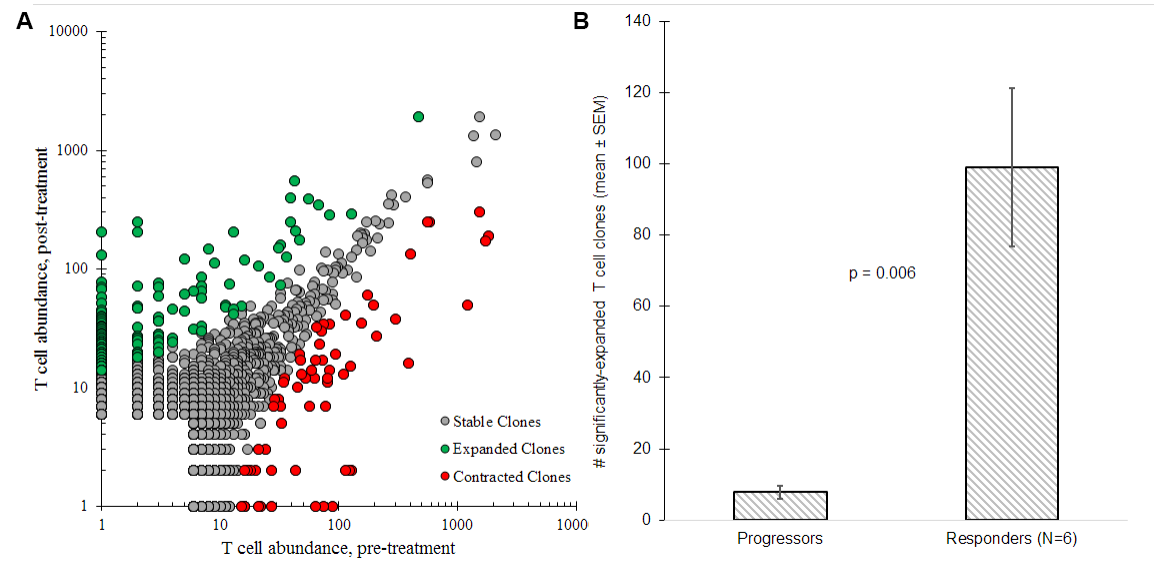 A
T cell abundance, post-treatment
10000
1000
100
10
1
1
10
100
1000
1000
T cell abundance, pre-treatment
Stable Clones
Expanded Clones
Contracted Clones
B
# significantly-expanded T cell clones (mean ± SEM)
140
120
100
80
60
40
20
0
p = 0.006
Progressors
Responders (N=6)